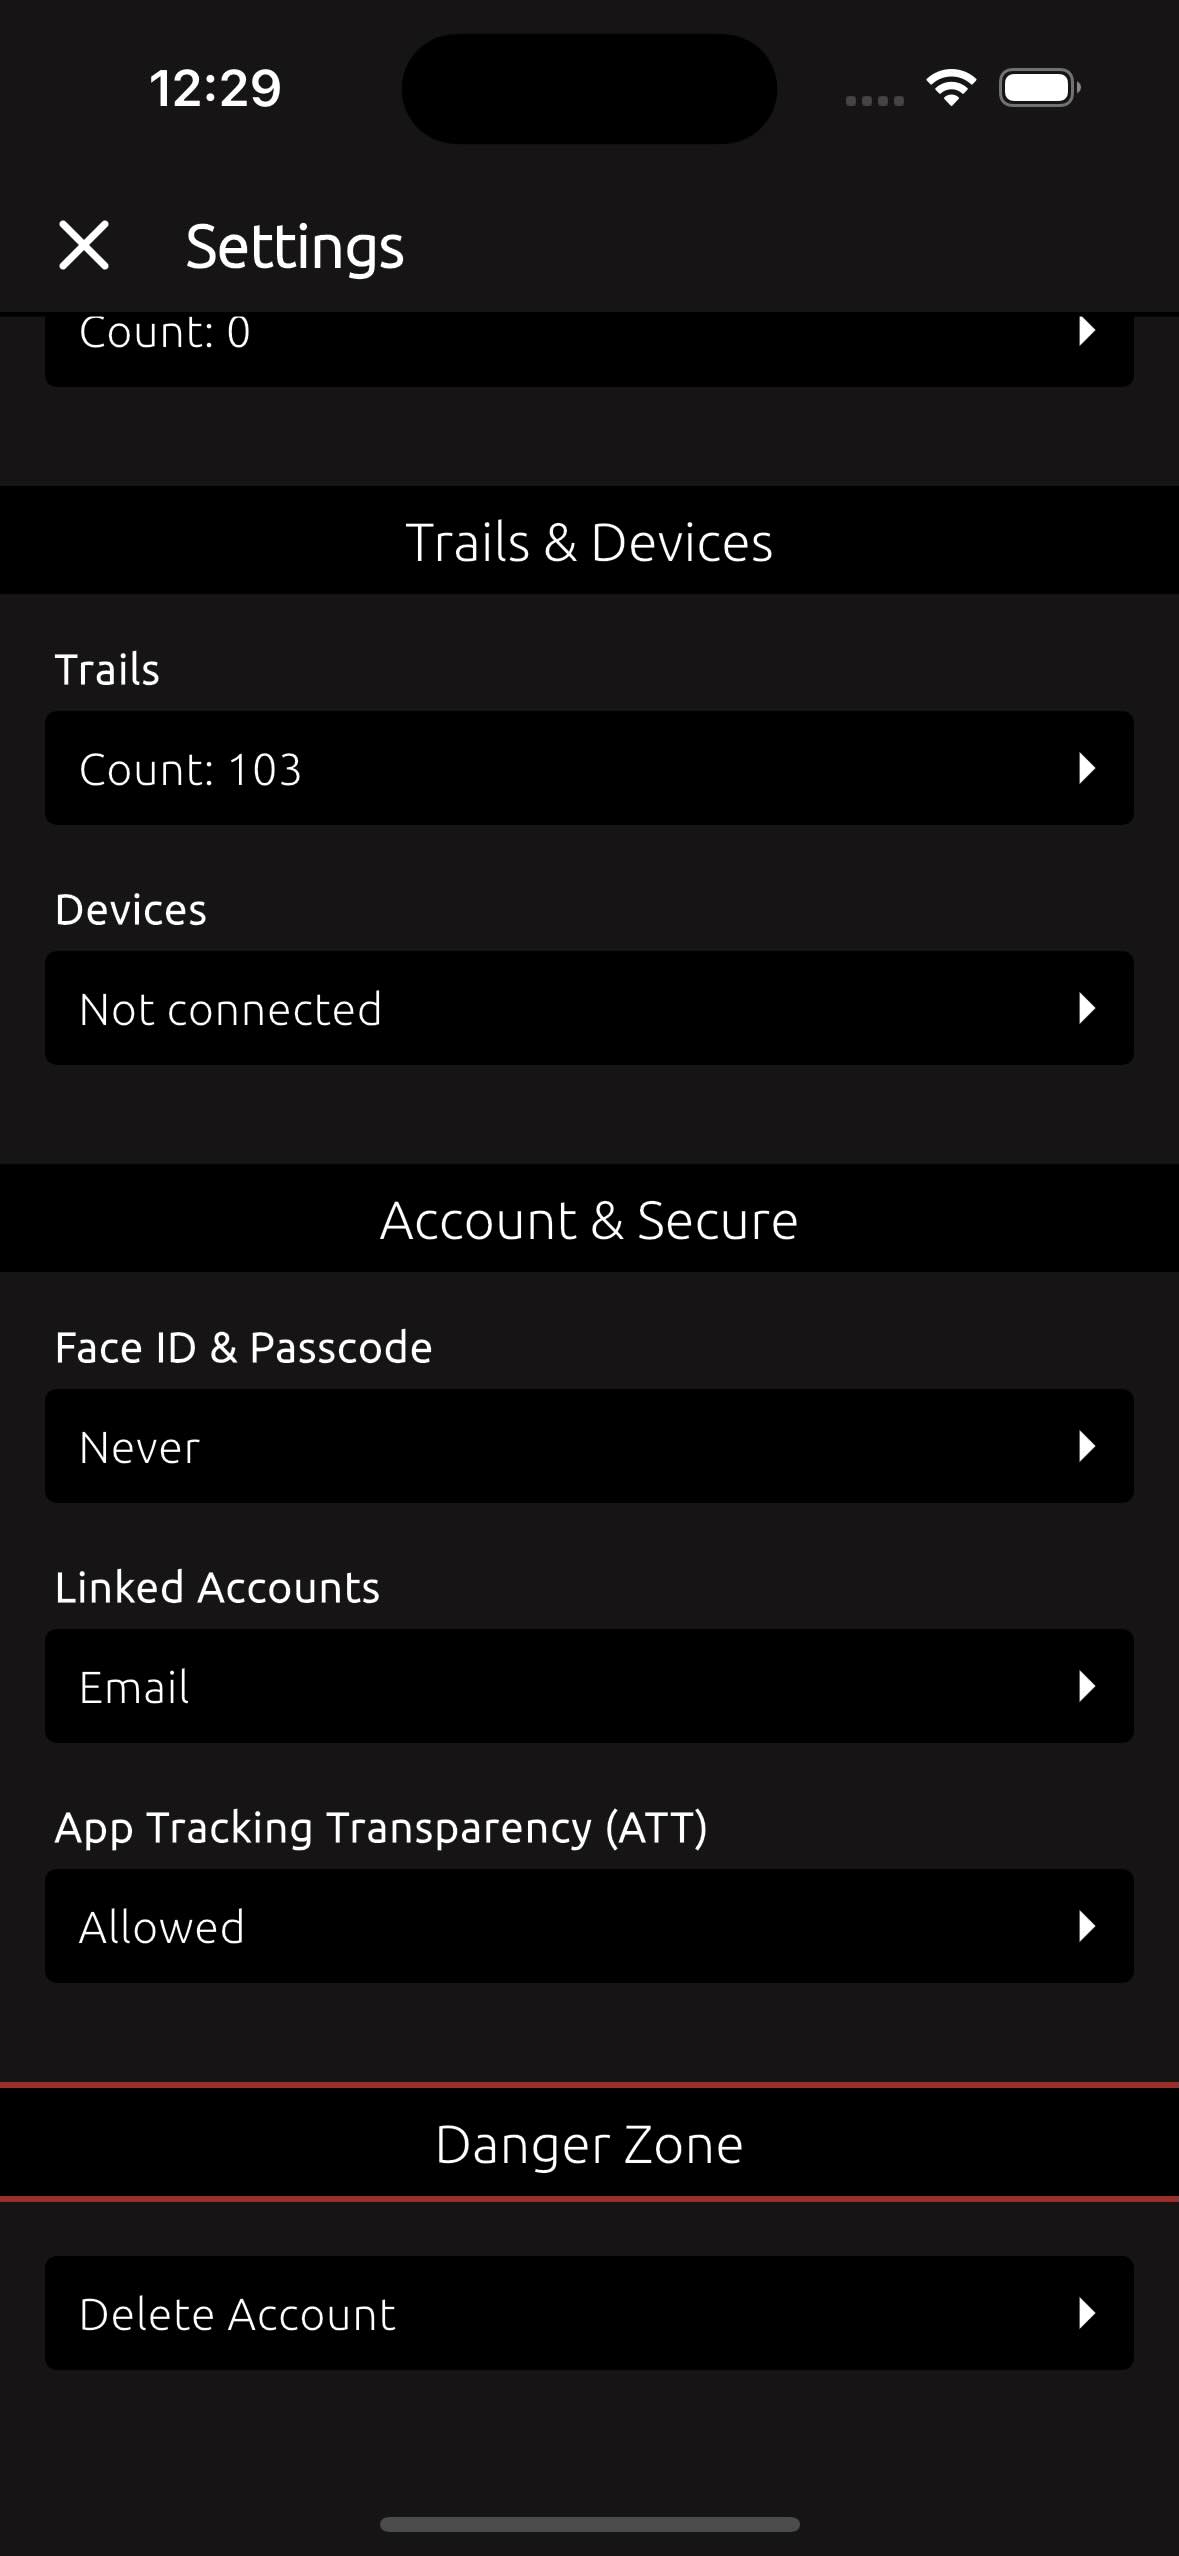 12:29
Settings
Count: 0
Trails & Devices
Trails
Count: 103
Devices
Not connected
Account & Secure
Face ID & Passcode
Never
Linked Accounts
Email
App Tracking Transparency (ATT)
Allowed
Danger Zone
Delete Account